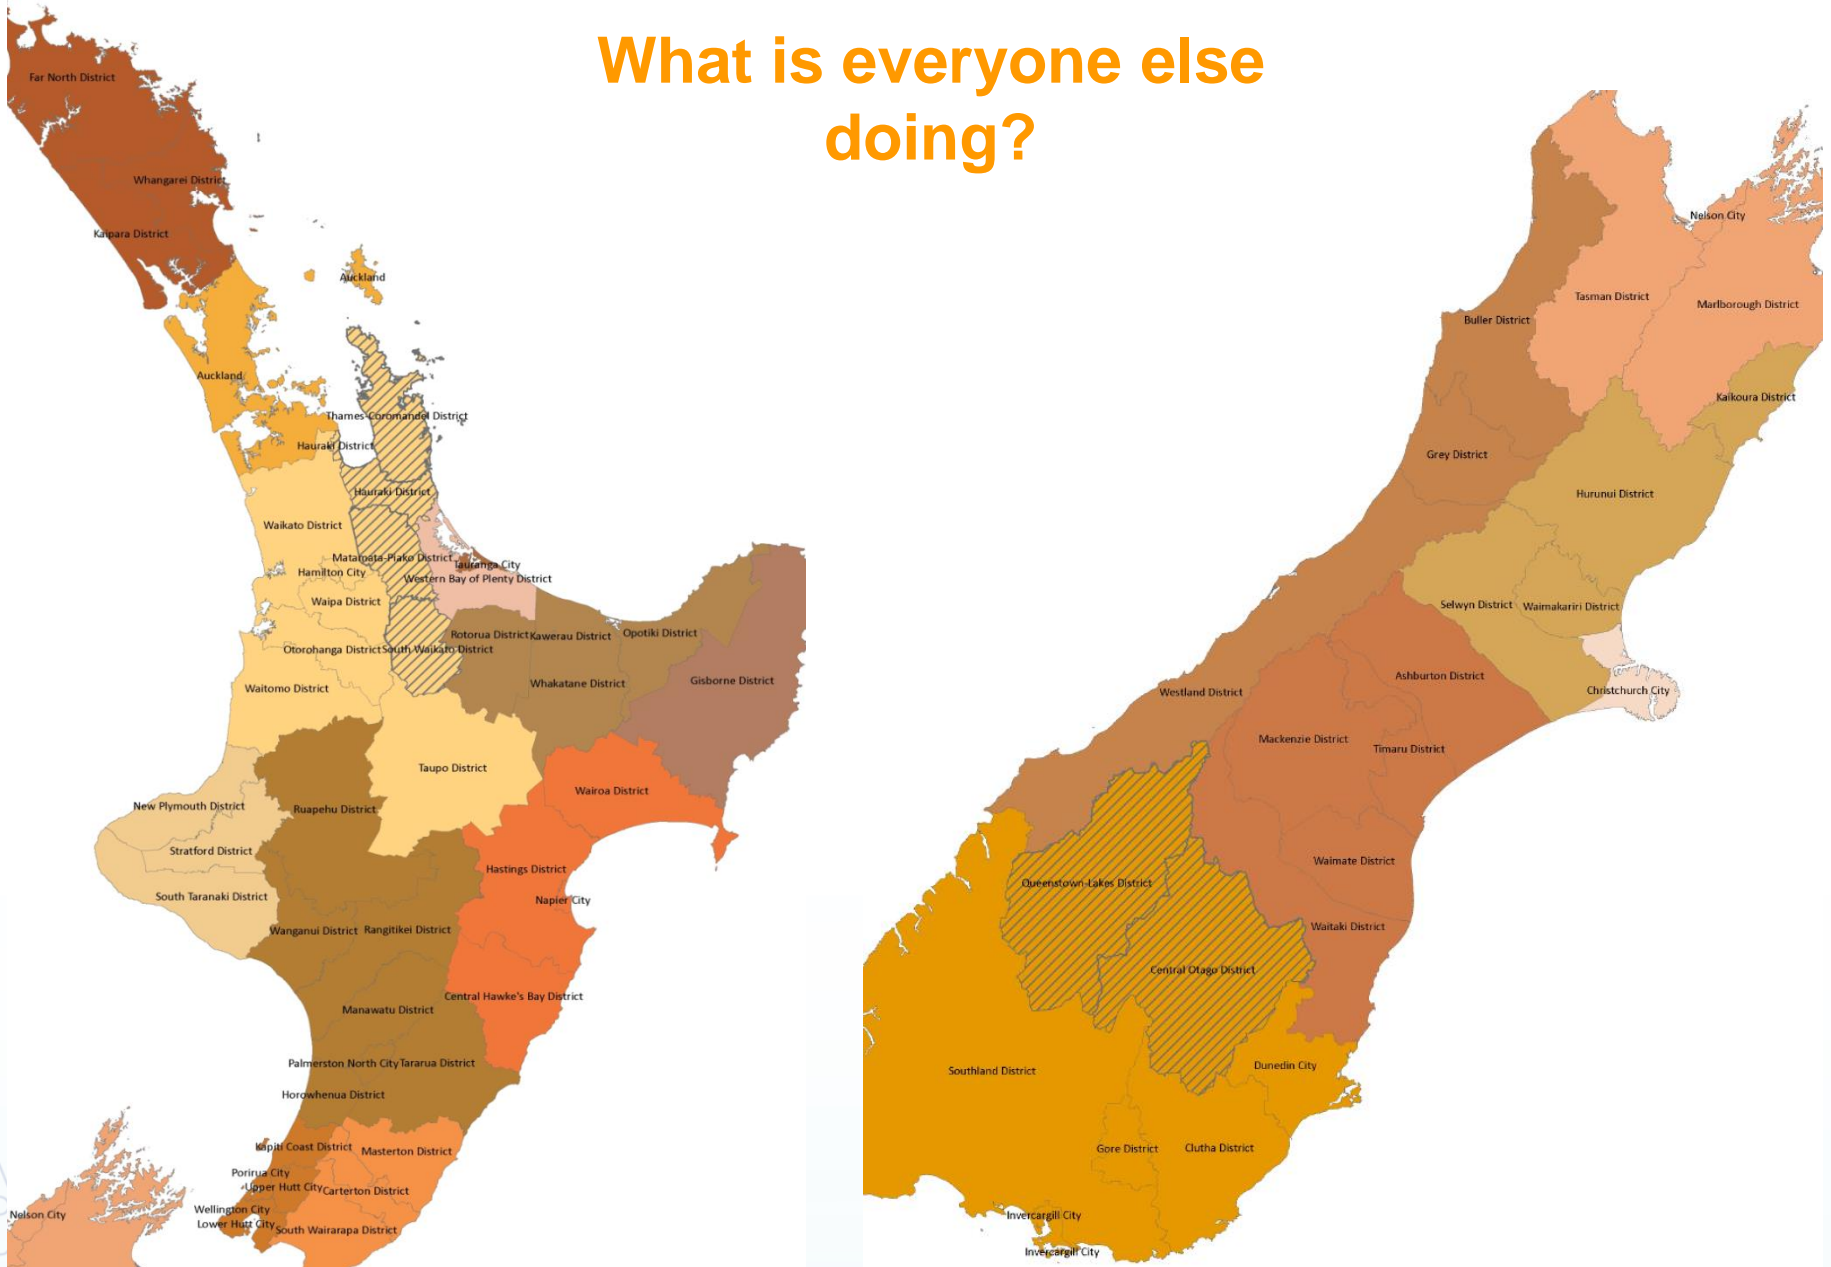 What is everyone else
doing?
Far North District
Whangarei District
Kaipara District
Auckland
Auckland
Thames-Coromandel District
Hauraki District
Hauraki District
Waikato District
Matamata-Piako District
Tauranga City
Hamilton City
Western Bay of Plenty District
Waipa District
Rotorua District
Kawerau District
Opotiki District
Otorohanga District
South Waikato District
Gisborne District
Whakatane District
Waitomo District
Taupo District
Wairoa District
New Plymouth District
Ruapehu District
Stratford District
Hastings District
South Taranaki District
Napier City
Wanganui District
Rangitikei District
Central Hawke's Bay District
Manawatu District
Palmerston North City
Tararua District
Horowhenua District
Kapiti Coast District
Masterton District
Porirua City
Upper Hutt City
Carterton District
Wellington City
Nelson City
Lower Hutt City
South Wairarapa District
Nelson City
Tasman District
Marlborough District
Buller District
Kaikoura District
Grey District
Hurunui District
Selwyn District
Waimakariri District
Ashburton District
Christchurch City
Westland District
Mackenzie District
Timaru District
Waimate District
Queenstown-Lakes District
Waitaki District
Central Otago District
Dunedin City
Southland District
Gore District
Clutha District
Invercargill City
Invercargill City